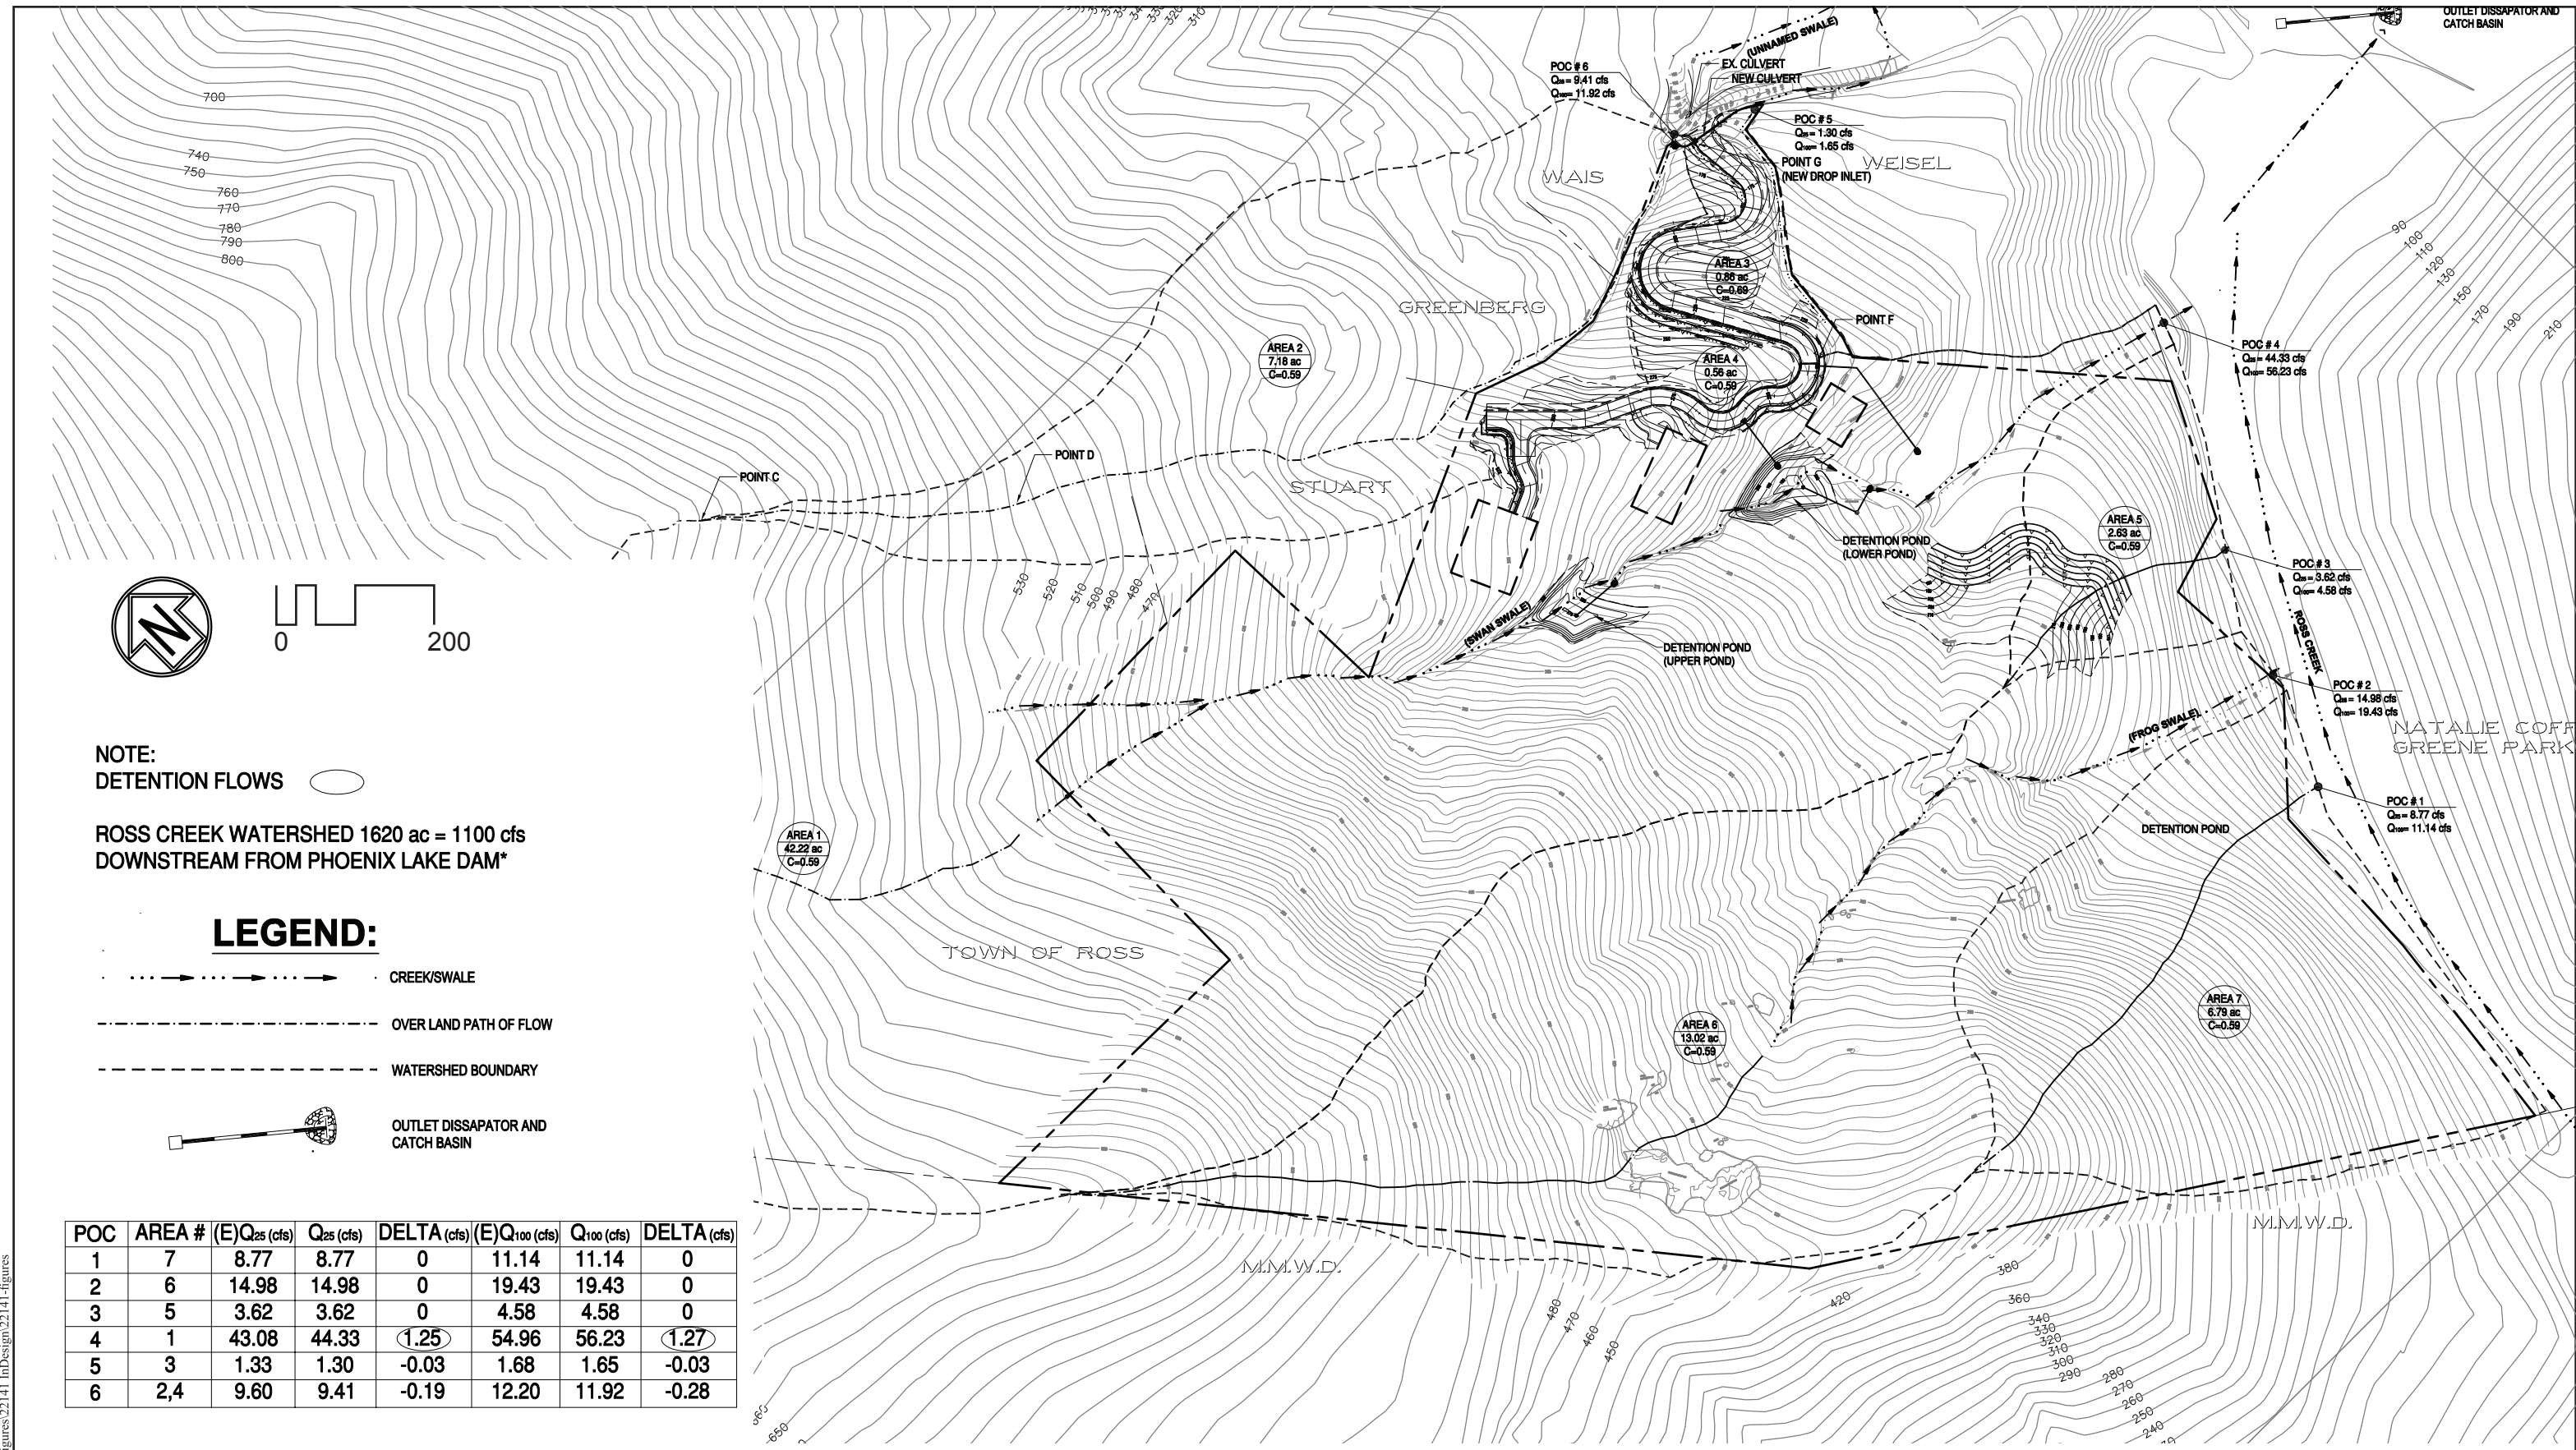 OUTLET DISSAPATOR AND
CATCH BASIN
(UNNAMED SWALE)
EX. CULVERT
NEW CULVERT
POC # 6
Q25= 9.41 cfs
Q100= 11.92 cfs
POC # 5
Q25= 1.30 cfs
Q100= 1.65 cfs
POINT G
(NEW DROP INLET)
WEISEL
WAIS
GREENBERG
STUART
AREA 3
0.86 ac
C=0.69
POINT F
AREA 2
7.18 ac
C=0.59
AREA 4
0.56 ac
C=0.59
POC # 4
Q25= 44.33 cfs
Q100= 56.23 cfs
700
740
750
760
770
780
790
800
310
90
100
110
120
130
150
170
190
210
POINT C
POINT D
530
520
510
500
490
480
470
DETENTION POND
(LOWER POND)
AREA 5
2.63 ac
C=0.59
POC # 3
Q25= 3.62 cfs
Q100= 4.58 cfs
ROSS CREEK
(SWAN SWALE)
DETENTION POND
(UPPER POND)
POC # 2
Q25= 14.98 cfs
Q100= 19.43 cfs
(FROG SWALE)
NATALIE COFF
GREENE PARK
POC # 1
Q25= 8.77 cfs
Q100= 11.14 cfs
DETENTION POND
N
0 200
NOTE:
DETENTION FLOWS
ROSS CREEK WATERSHED 1620 ac = 1100 cfs
DOWNSTREAM FROM PHOENIX LAKE DAM*
AREA 1
42.22 ac
C=0.59
TOWN OF ROSS
AREA 6
13.02 ac
C=0.59
AREA 7
6.79 ac
C=0.59
LEGEND:
CREEK/SWALE
OVER LAND PATH OF FLOW
WATERSHED BOUNDARY
OUTLET DISSAPATOR AND
CATCH BASIN
M.M.W.D.
M.M.W.D.
480
470
460
450
420
380
360
340
330
320
310
300
290
280
270
260
250
240
650
POC AREA # (E)Q25 (cfs) Q25 (cfs) DELTA (cfs) (E)Q100 (cfs) Q100 (cfs) DELTA (cfs)
1 7 8.77 8.77 0 11.14 11.14 0
2 6 14.98 14.98 0 19.43 19.43 0
3 5 3.62 3.62 0 4.58 4.58 0
4 1 43.08 44.33 1.25 54.96 56.23 1.27
5 3 1.33 1.30 -0.03 1.68 1.65 -0.03
6 2,4 9.60 9.41 -0.19 12.20 11.92 -0.28
igures\22141 InDesign\22141-figures